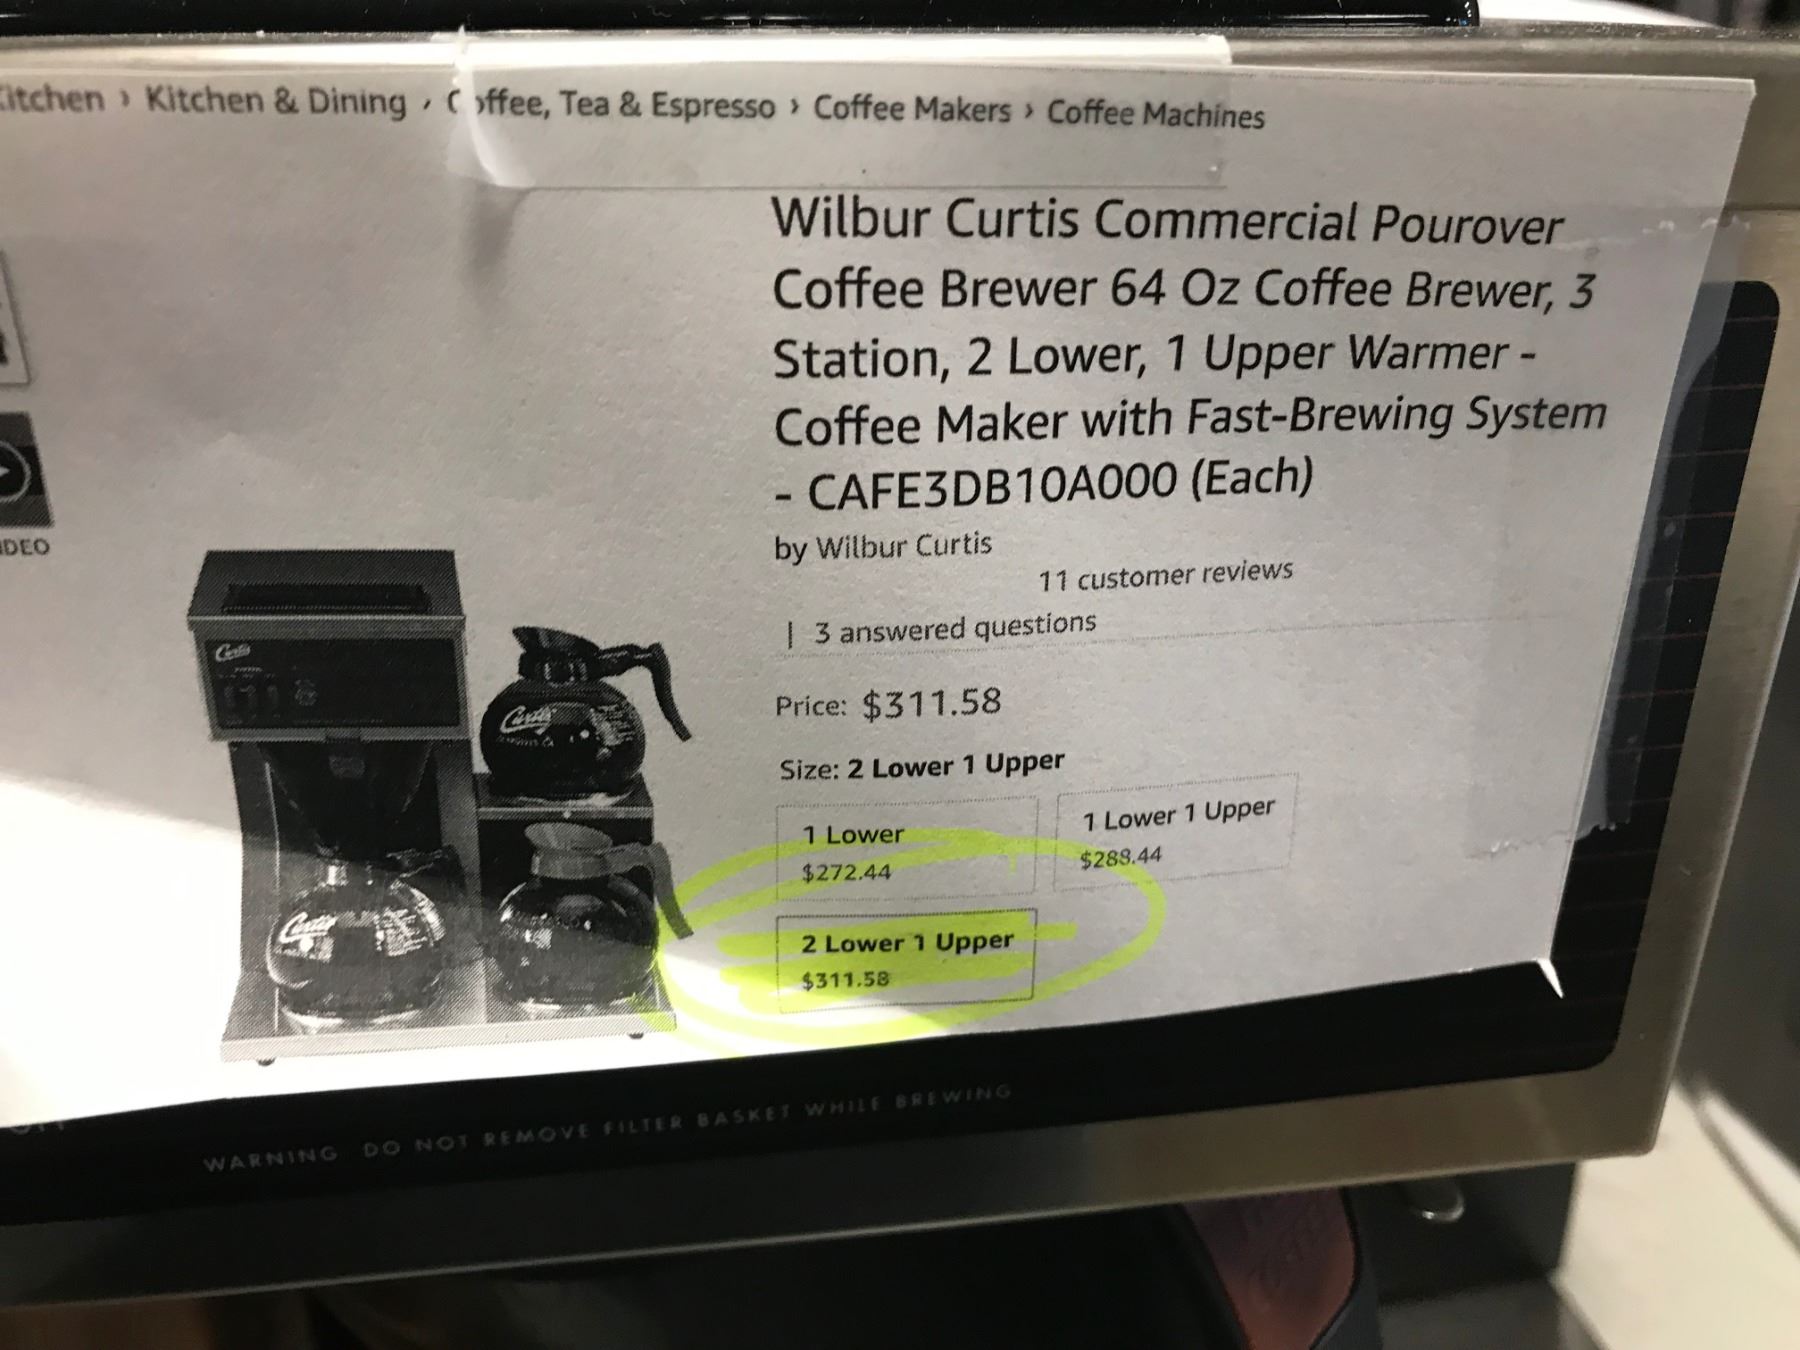 Kitchen › Kitchen & Dining › Coffee, Tea & Espresso › Coffee Makers › Coffee Machines
Wilbur Curtis Commercial Pourover
Coffee Brewer 64 Oz Coffee Brewer, 3
Station, 2 Lower, 1 Upper Warmer -
Coffee Maker with Fast-Brewing System
- CAFE3DB10A000 (Each)
by Wilbur Curtis
11 customer reviews
| 3 answered questions
Price: $311.58
Size: 2 Lower 1 Upper
1 Lower
$272.44
1 Lower 1 Upper
$288.44
2 Lower 1 Upper
$311.58
IDEO
Curtis
Curtis
Curtis
WARNING DO NOT REMOVE FILTER BASKET WHILE BREWING